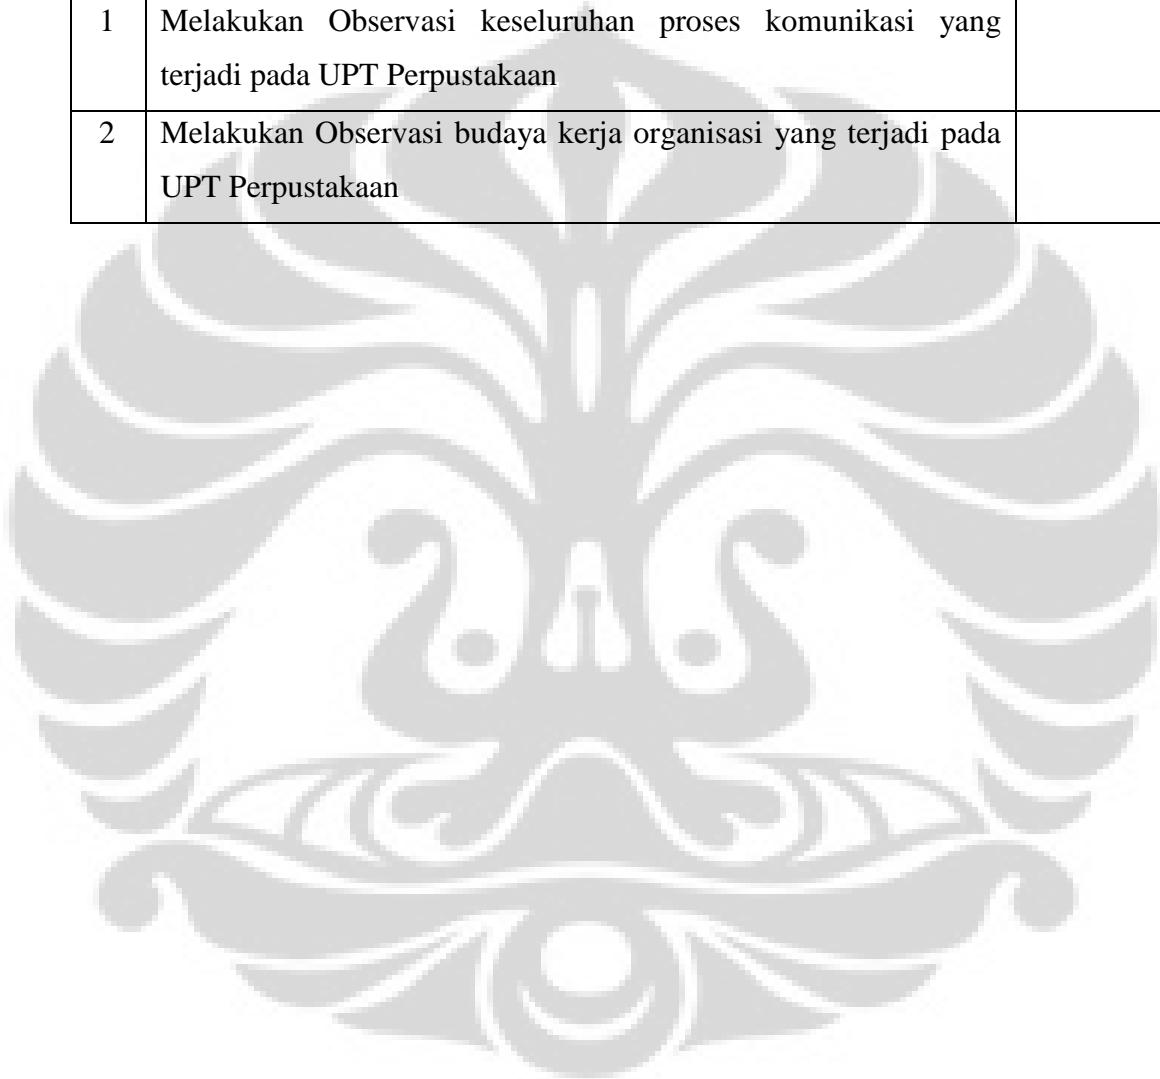 1 Melakukan Observasi keseluruhan proses komunikasi yang
terjadi pada UPT Perpustakaan
2 Melakukan Observasi budaya kerja organisasi yang terjadi pada
UPT Perpustakaan